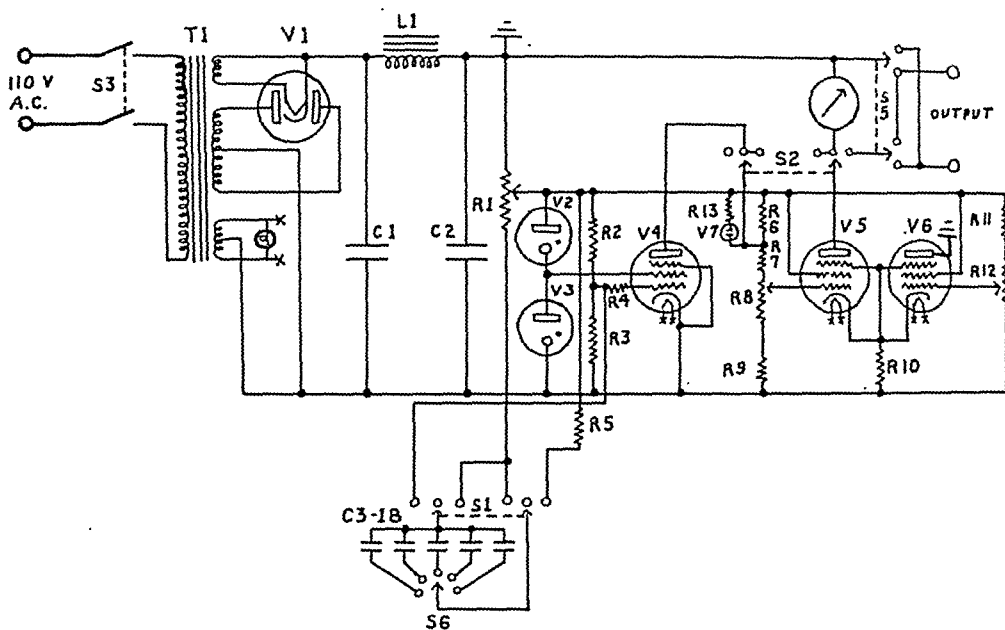 T1
V1
L1
110 V
A.C.
S3
S5
OUTPUT
S2
R1
V2
C1
C2
R2
V4
R13
V7
R6
R7
V5
V6
R11
V3
R4
R8
R12
R3
R9
R10
R5
S1
C3-18
S6